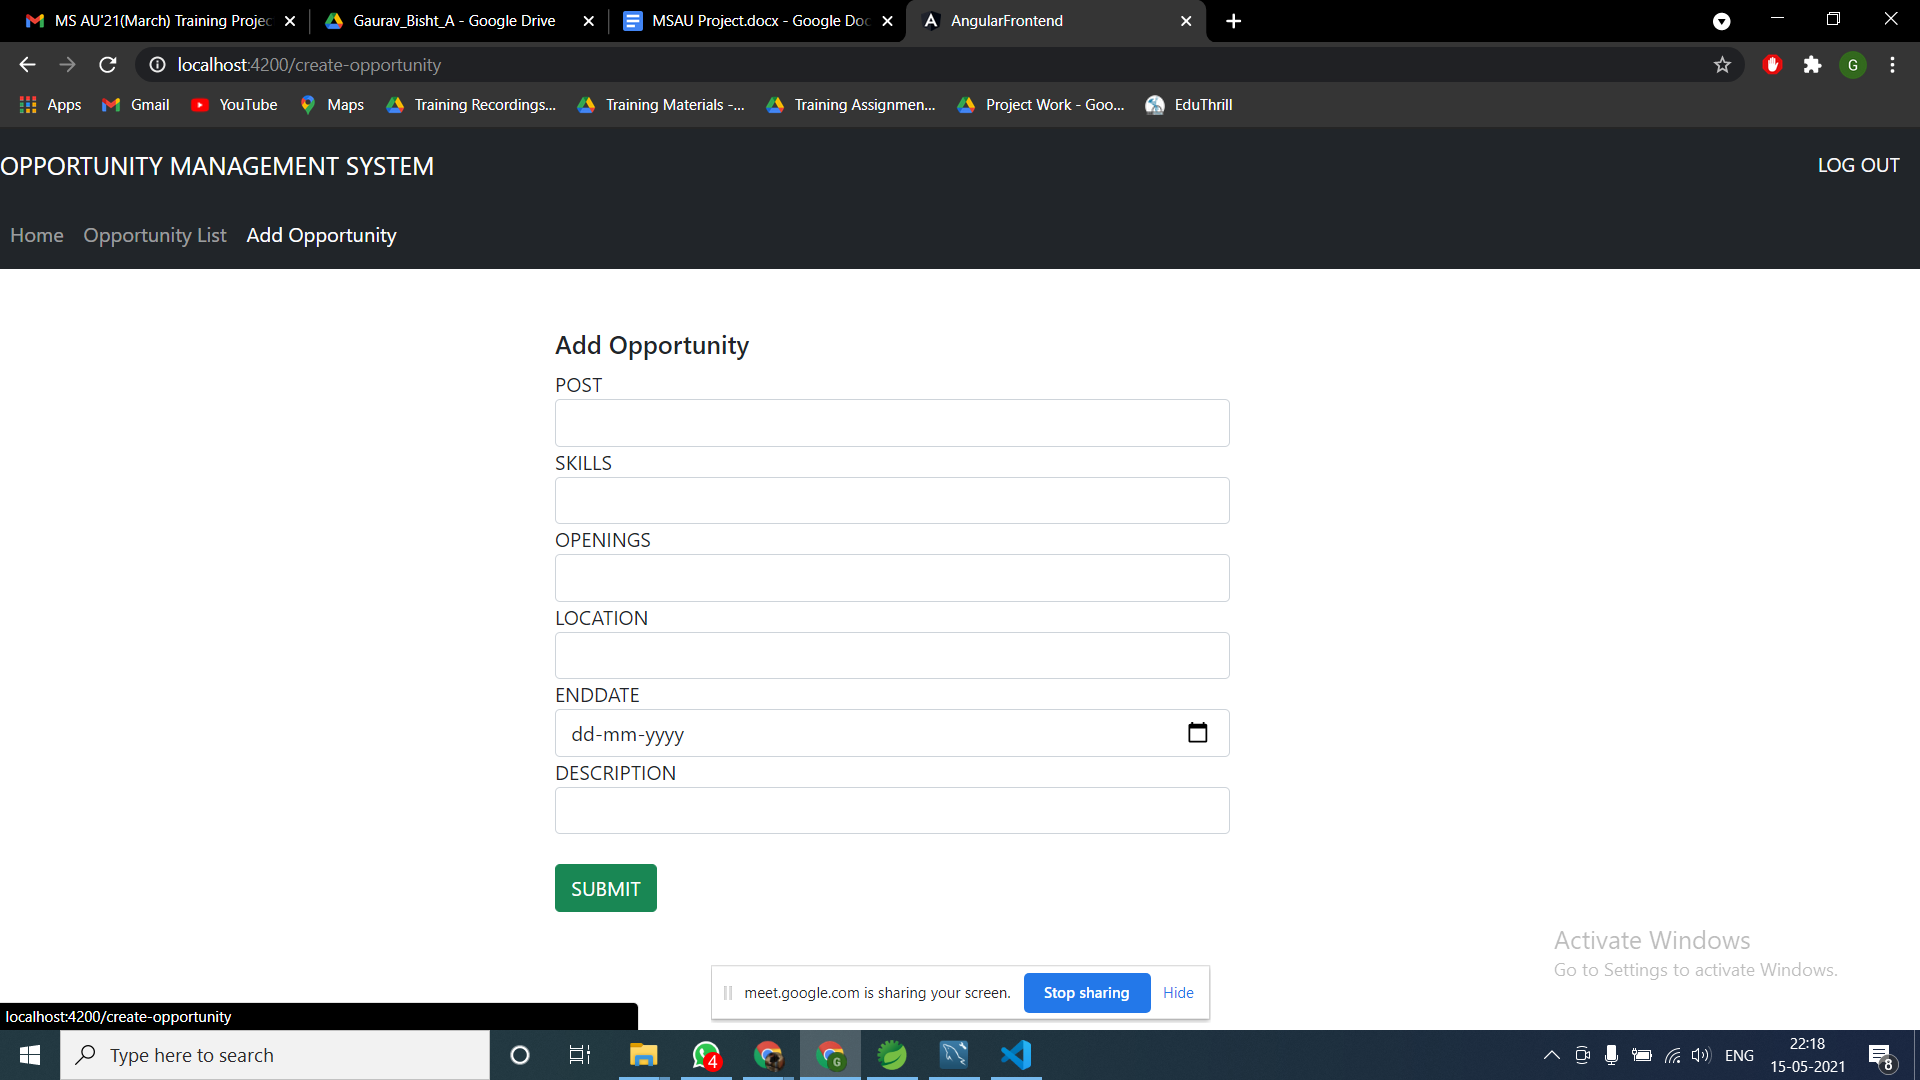 MS AU'21(March) Training Projec
Gaurav_Bisht_A - Google Drive
MSAU Project.docx - Google Doc
AngularFrontend
localhost:4200/create-opportunity
G
Apps
Gmail
YouTube
Maps
Training Recordings...
Training Materials -...
Training Assignmen...
Project Work - Goo...
EduThrill
OPPORTUNITY MANAGEMENT SYSTEM
LOG OUT
Home
Opportunity List
Add Opportunity
Add Opportunity
POST
SKILLS
OPENINGS
LOCATION
ENDDATE
dd-mm-yyyy
DESCRIPTION
SUBMIT
Activate Windows
Go to Settings to activate Windows.
meet.google.com is sharing your screen.
Stop sharing
Hide
localhost:4200/create-opportunity
Type here to search
4
G
ENG
22:18
15-05-2021
8